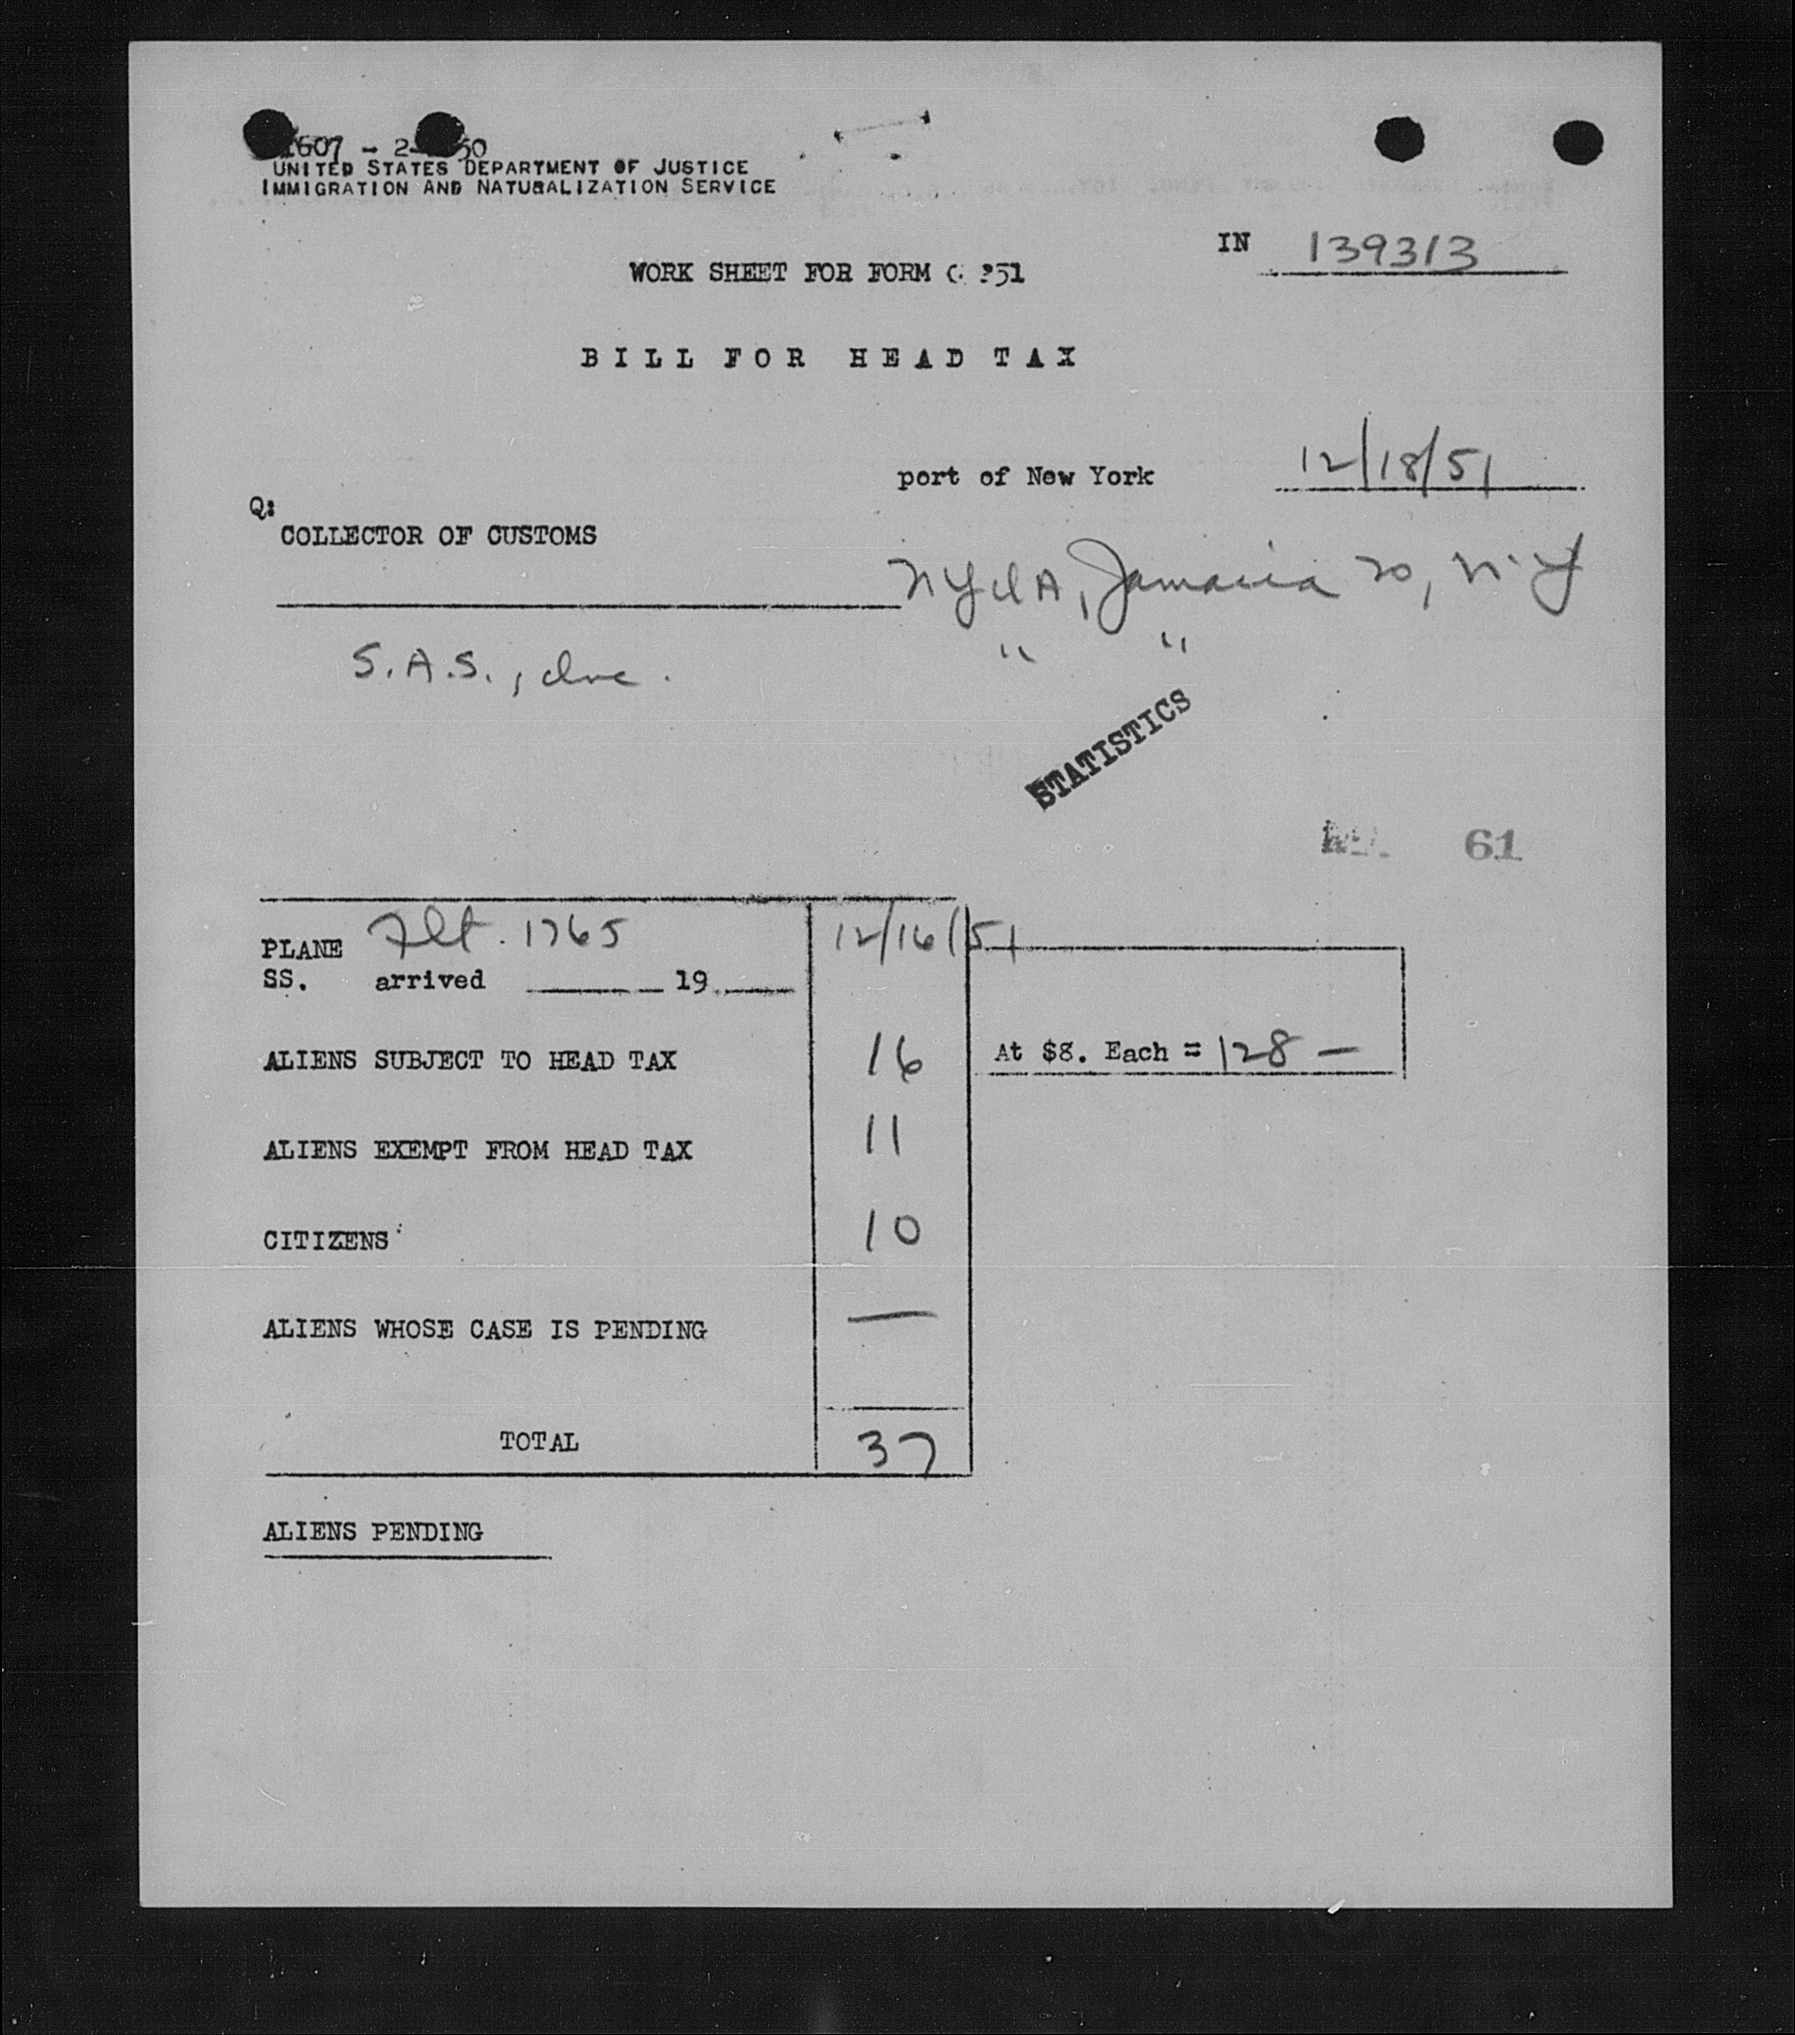 UNITED STATES DEPARTMENT OF JUSTICE
IMMIGRATION AND NATURALIZATION SERVICE
IN 139313
WORK SHEET FOR FORM
BILL FOR HEAD TAX
port of New York 12/18/51
Q:
COLLECTOR OF CUSTOMS
NYIA, Jamaica 20, N.Y
" "
S.A.S., Inc.
STATISTICS
61
PLANE Flt. 1765 12/16/51
SS. arrived 19
ALIENS SUBJECT TO HEAD TAX 16 At $8. Each = 128 —
ALIENS EXEMPT FROM HEAD TAX 11
CITIZENS 10
ALIENS WHOSE CASE IS PENDING —
TOTAL 37
ALIENS PENDING